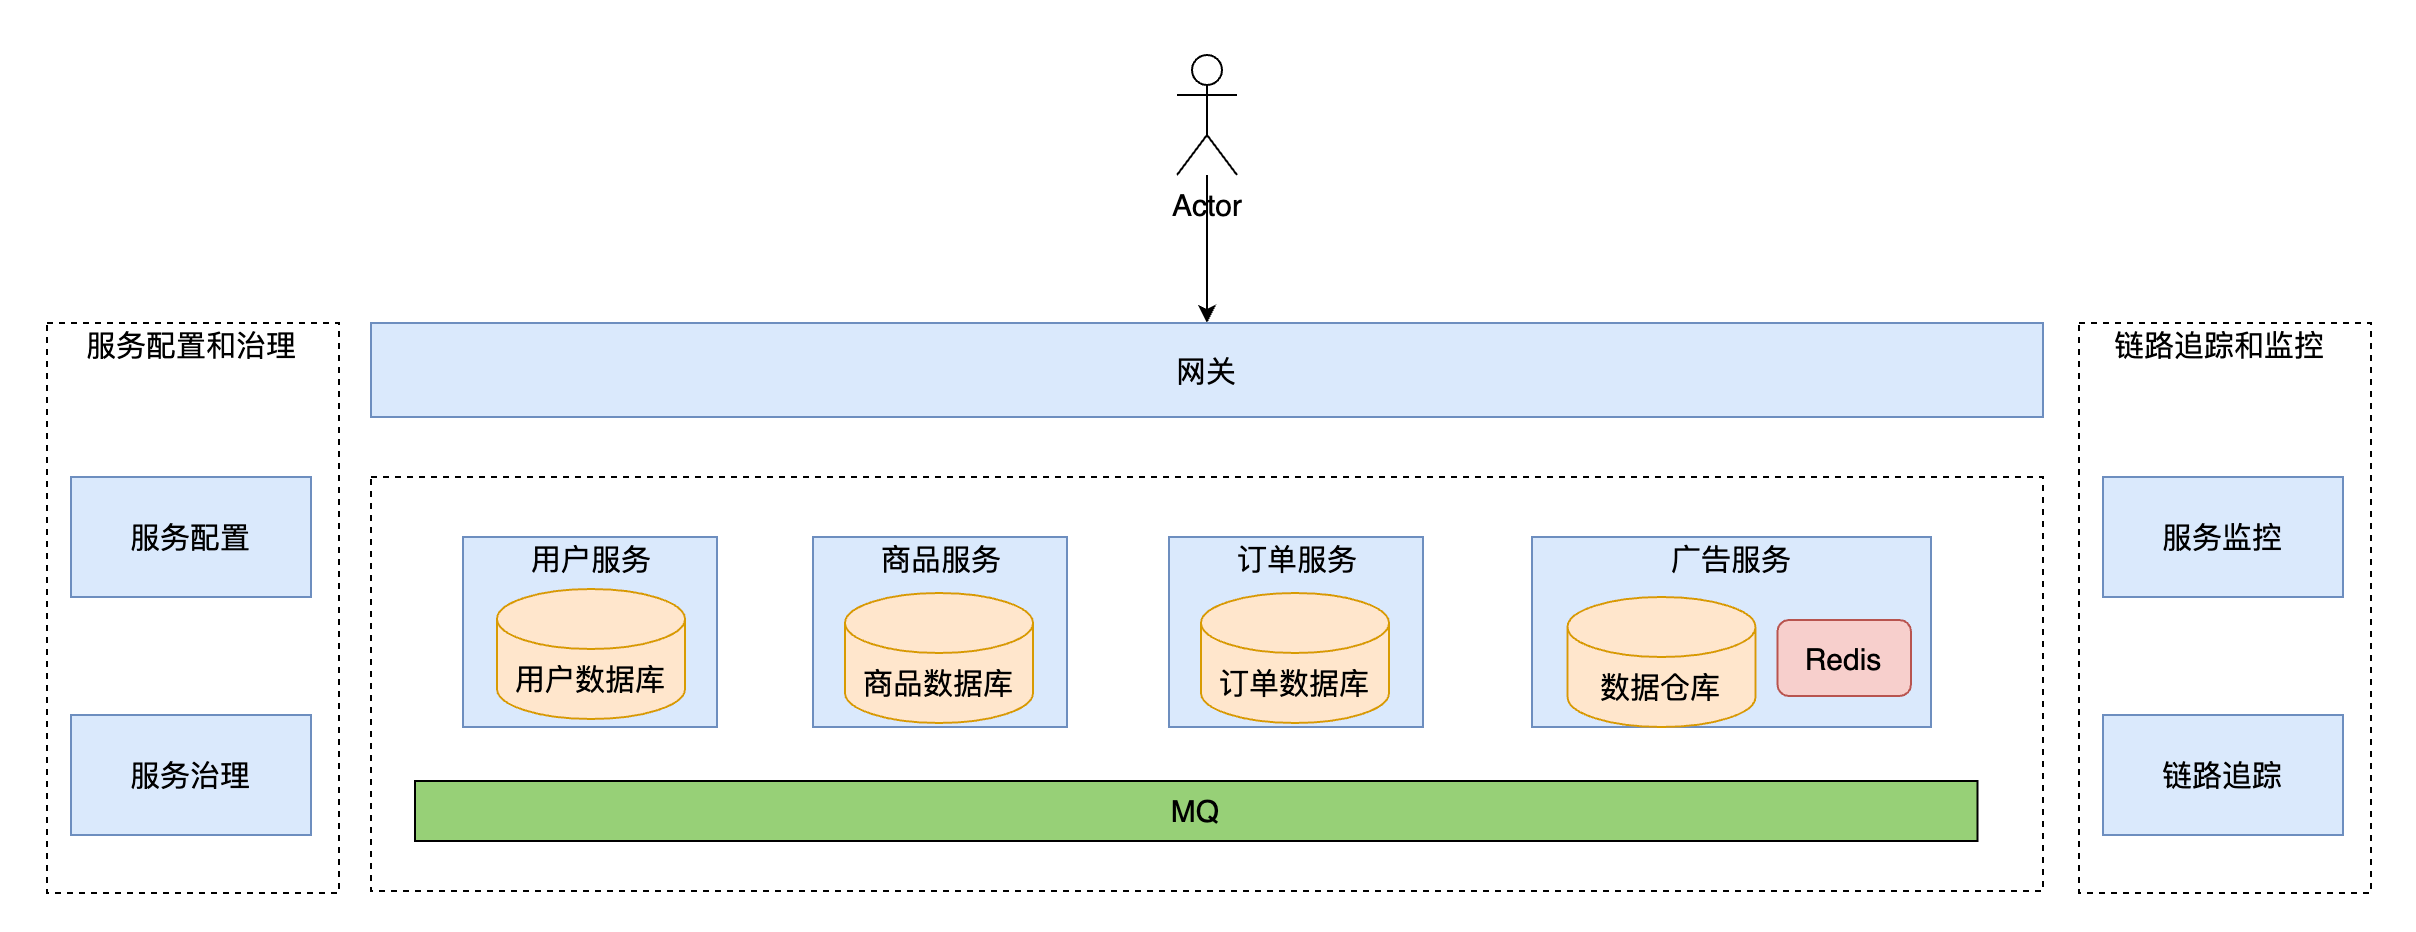 Actor
服务配置和治理
网关
链路追踪和监控
服务配置
服务治理
用户服务
用户数据库
商品服务
商品数据库
订单服务
订单数据库
广告服务
数据仓库
Redis
MQ
服务监控
链路追踪